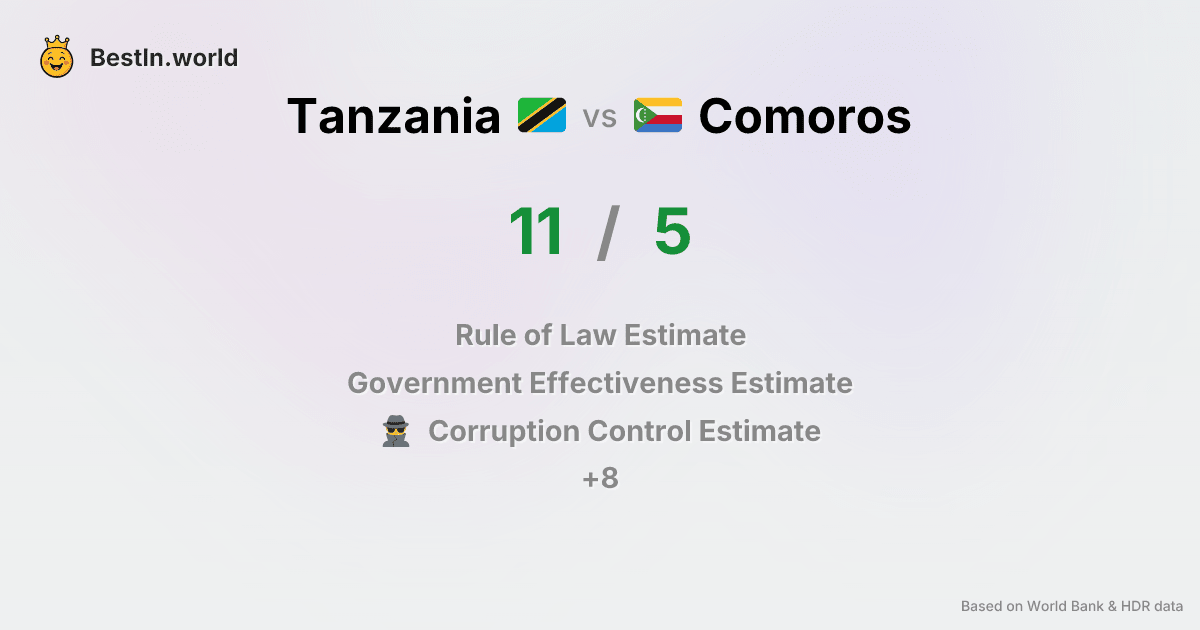 BestIn.world
Tanzania vs Comoros
11 / 5
Rule of Law Estimate
Government Effectiveness Estimate
Corruption Control Estimate
+8
Based on World Bank & HDR data